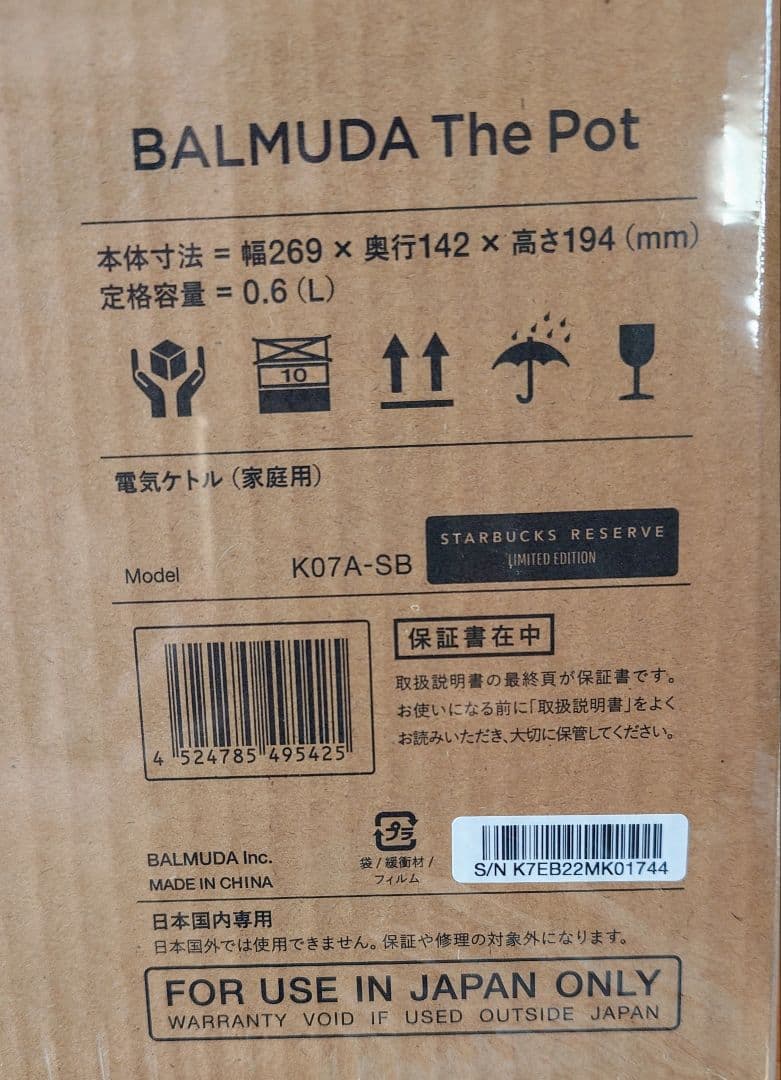 BALMUDA The Pot
本体寸法 = 幅269 × 奥行142 × 高さ194 (mm)
定格容量 = 0.6 (L)
10
電気ケトル (家庭用)
Model K07A-SB
STARBUCKS RESERVE
LIMITED EDITION
4 524785 495425
保証書在中
取扱説明書の最終頁が保証書です。
お使いになる前に「取扱説明書」をよく
お読みいただき、大切に保管してください。
BALMUDA Inc.
MADE IN CHINA
プラ
袋 / 緩衝材 /
フィルム
S/N K7EB22MK01744
日本国内専用
日本国外では使用できません。保証や修理の対象外になります。
FOR USE IN JAPAN ONLY
WARRANTY VOID IF USED OUTSIDE JAPAN